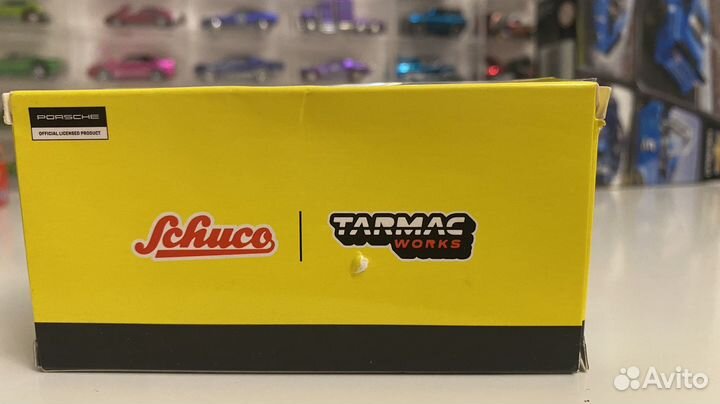 PORSCHE
OFFICIAL LICENSED PRODUCT
Schuco
TARMAC
WORKS
Avito